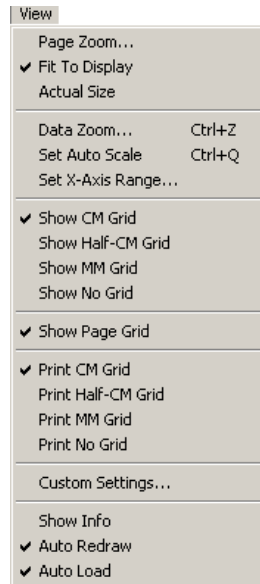 View
Page Zoom...
Fit To Display
Actual Size
Data Zoom... Ctrl+Z
Set Auto Scale Ctrl+Q
Set X-Axis Range...
Show CM Grid
Show Half-CM Grid
Show MM Grid
Show No Grid
Show Page Grid
Print CM Grid
Print Half-CM Grid
Print MM Grid
Print No Grid
Custom Settings...
Show Info
Auto Redraw
Auto Load